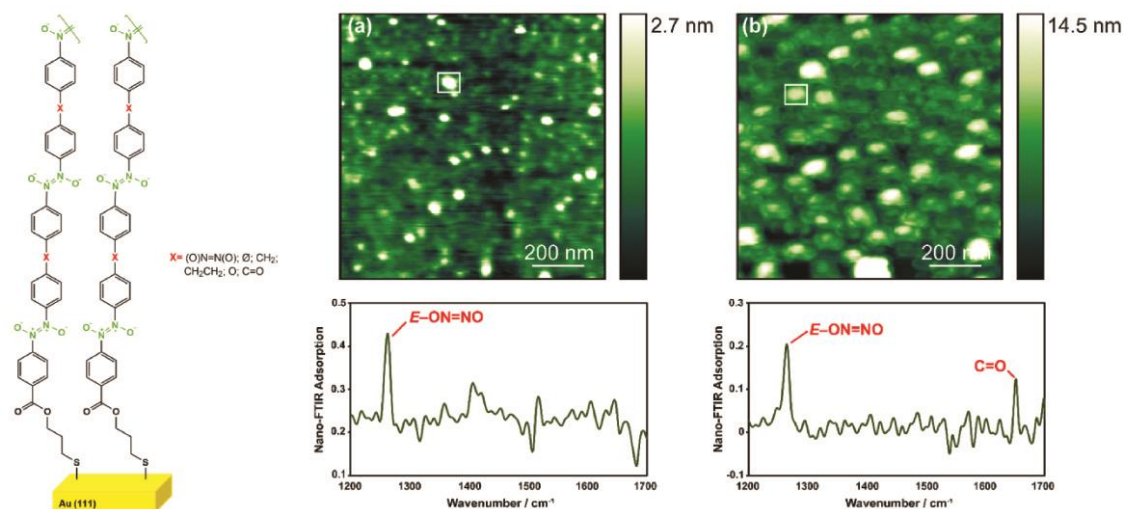 O⁻ N⁺ O⁻ N⁺
X X
O⁻ N⁺ N⁺ O⁻ O⁻ N⁺ N⁺ O⁻
X X
X= (O)N=N(O); Ø; CH₂;
CH₂CH₂; O; C=O
O⁻ N⁺ N⁺ O⁻ O⁻ N⁺ N⁺ O⁻
O O O O
S S
Au (111)
(a)
200 nm
2.7 nm
(b)
200 nm
14.5 nm
Nano-FTIR Adsorption
0.5
0.4
0.3
0.2
0.1
E–ON=NO
1200 1300 1400 1500 1600 1700
Wavenumber / cm⁻¹
Nano-FTIR Adsorption
0.3
0.2
0.1
0
-0.1
E–ON=NO
C=O
1200 1300 1400 1500 1600 1700
Wavenumber / cm⁻¹